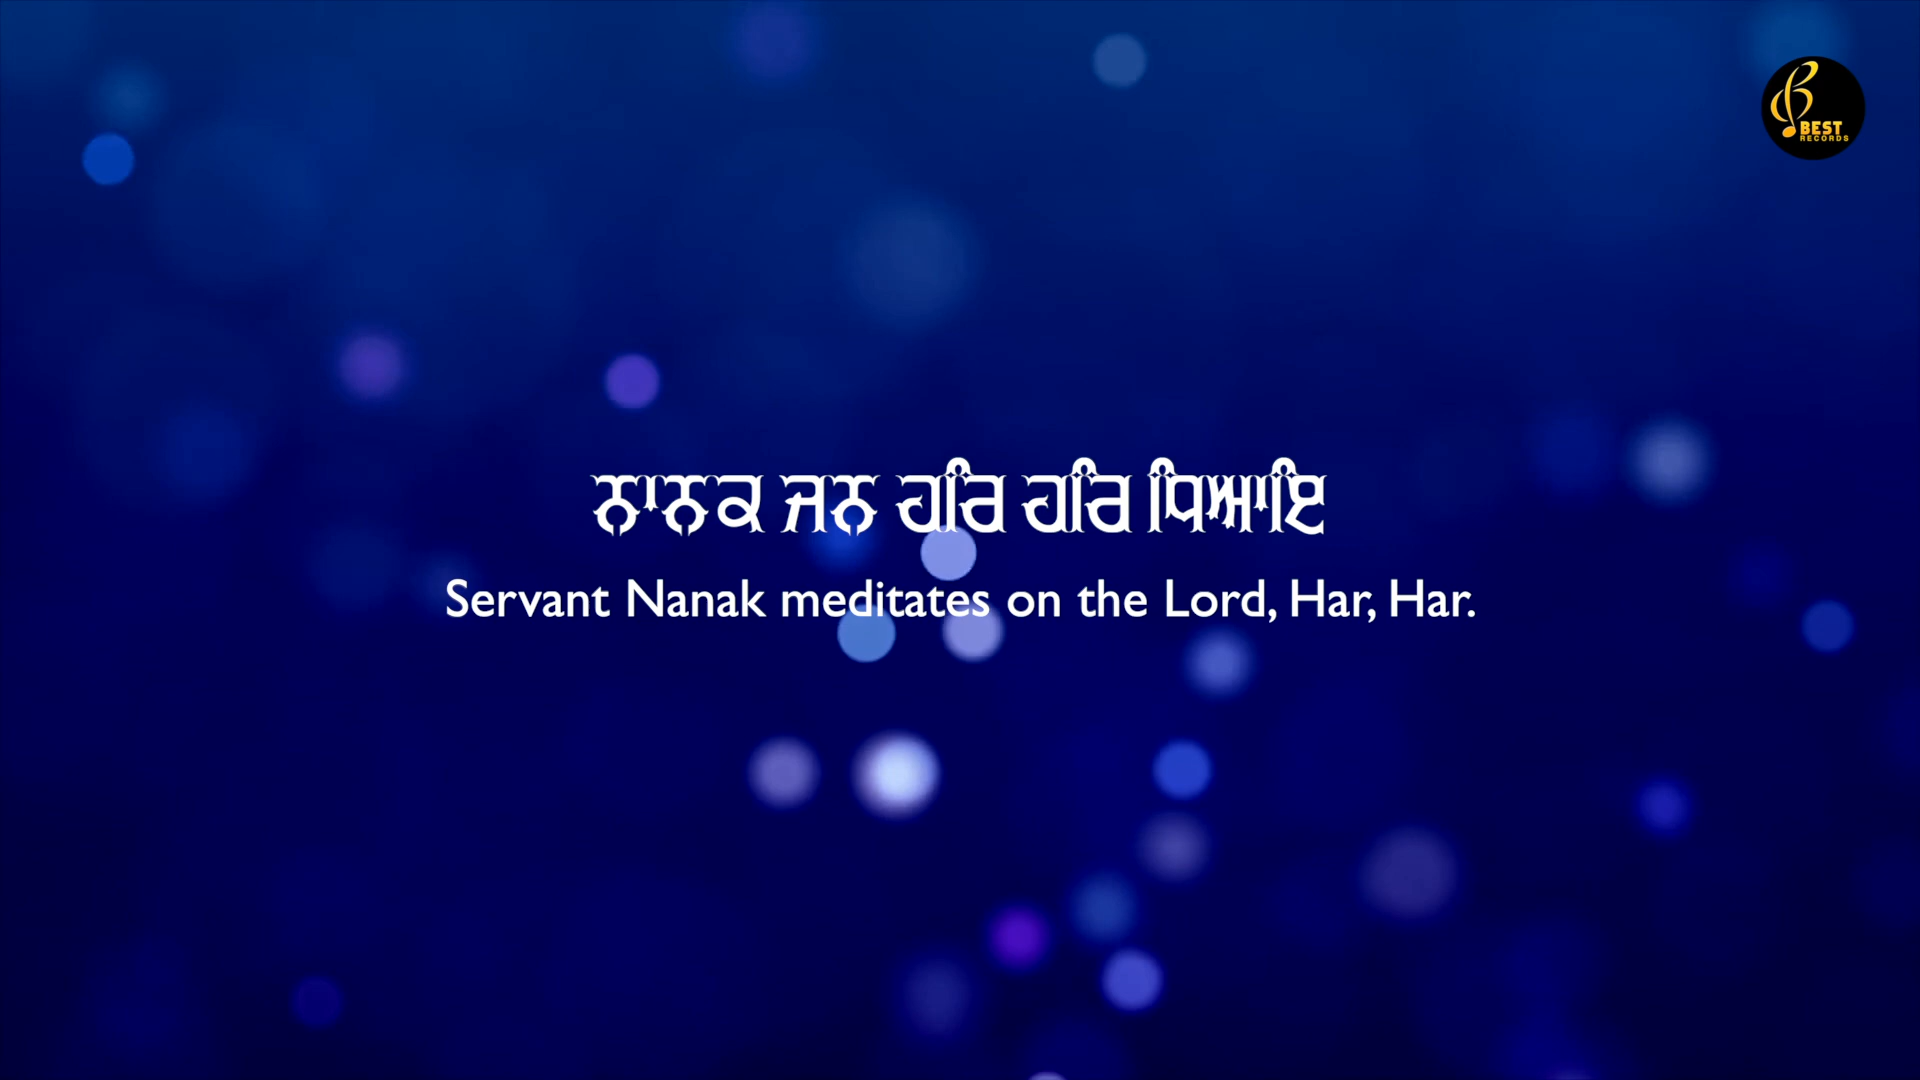 BEST
RECORDS
ਨਾਨਕ ਜਨ ਹਰਿ ਹਰਿ ਧਿਆਇ
Servant Nanak meditates on the Lord, Har, Har.